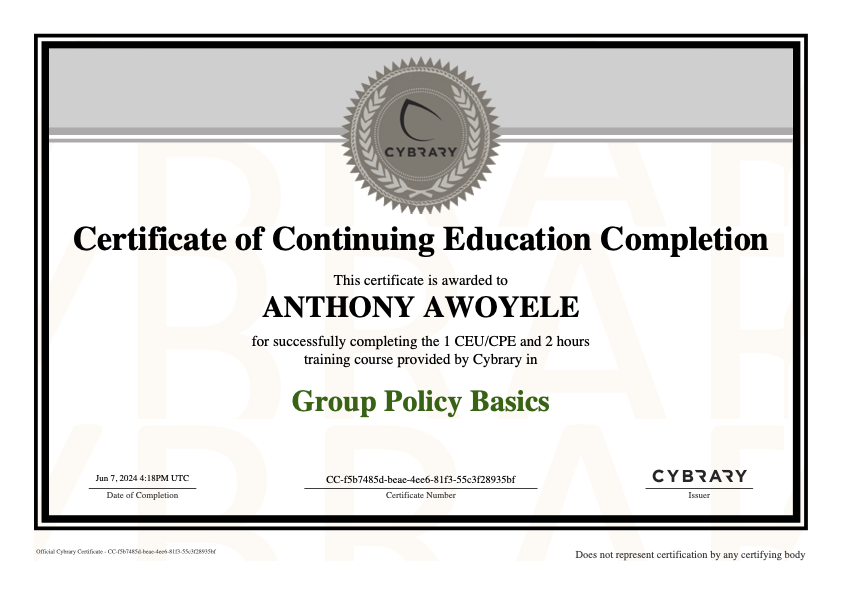 CYBRARY
Certificate of Continuing Education Completion
This certificate is awarded to
ANTHONY AWOYELE
for successfully completing the 1 CEU/CPE and 2 hours
training course provided by Cybrary in
Group Policy Basics
Jun 7, 2024 4:18PM UTC
Date of Completion
CC-f5b7485d-beae-4ee6-81f3-55c3f28935bf
Certificate Number
CYBRARY
Issuer
Official Cybrary Certificate - CC-f5b7485d-beae-4ee6-81f3-55c3f28935bf
Does not represent certification by any certifying body